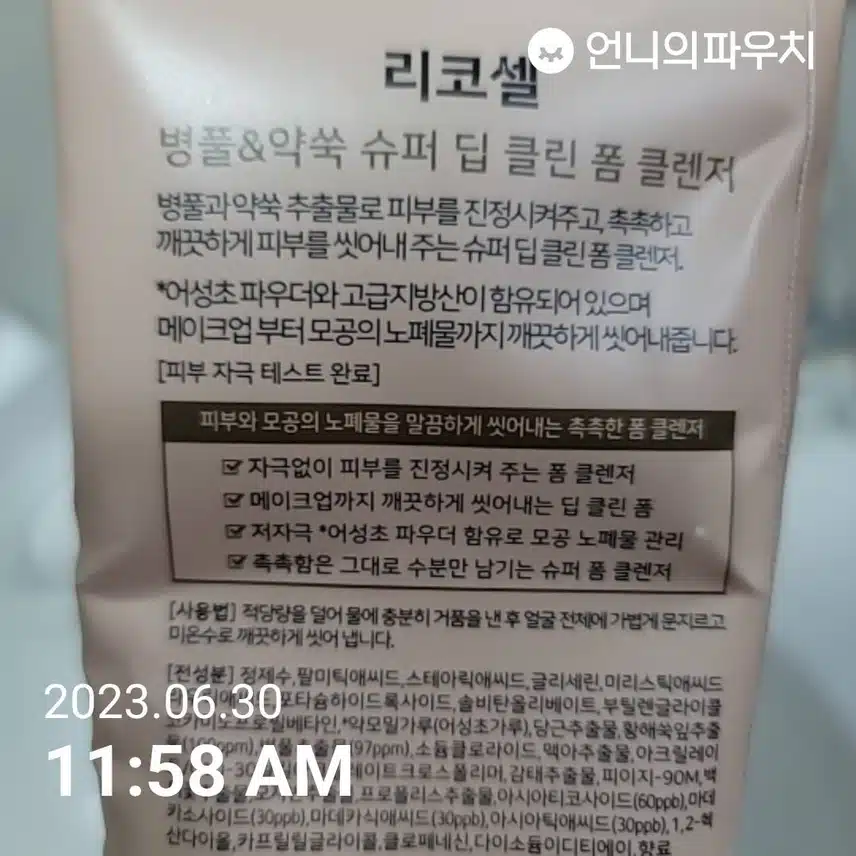 언니의파우치
리코셀
병풀&약쑥 슈퍼 딥 클린 폼 클렌저
병풀과 약쑥 추출물로 피부를 진정시켜주고, 촉촉하고
깨끗하게 피부를 씻어내 주는 슈퍼 딥 클린 폼 클렌저.
*어성초 파우더와 고급지방산이 함유되어 있으며
메이크업 부터 모공의 노폐물까지 깨끗하게 씻어내줍니다.
[피부 자극 테스트 완료]
피부와 모공의 노폐물을 말끔하게 씻어내는 촉촉한 폼 클렌저
자극없이 피부를 진정시켜 주는 폼 클렌저
메이크업까지 깨끗하게 씻어내는 딥 클린 폼
저자극 *어성초 파우더 함유로 모공 노폐물 관리
촉촉함은 그대로 수분만 남기는 슈퍼 폼 클렌저
[사용법] 적당량을 덜어 물에 충분히 거품을 낸 후 얼굴 전체에 가볍게 문지르고
미온수로 깨끗하게 씻어 냅니다.
[전성분] 정제수,팔미틱애씨드,스테아릭애씨드,글리세린,미리스틱애씨드
포타슘하이드록사이드,솔비탄올리베이트,부틸렌글라이콜
*약모밀가루(어성초가루),당근추출물,황해쑥잎추출
(97ppm),소듐클로라이드,맥아추출물,아크릴레이
크로스폴리머,감태추출물,피이지-90M,백
프로폴리스추출물,아시아티코사이드(60ppb),마데
키소사이드(30ppb),마데카식애씨드(30ppb),아시아틱애씨드(30ppb),1,2-헥
산다이올,카프릴릴글라이콜,클로페네신,다이소듐이디티에이,향료
2023.06.30
11:58 AM